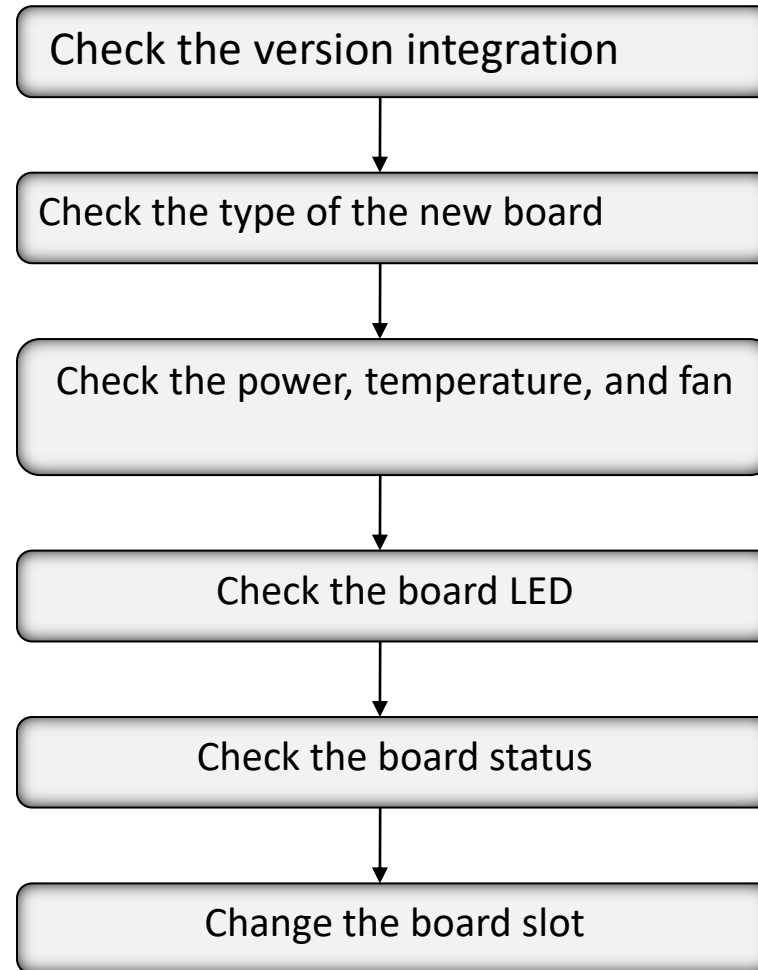 Check the version integration
Check the type of the new board
Check the power, temperature, and fan
Check the board LED
Check the board status
Change the board slot